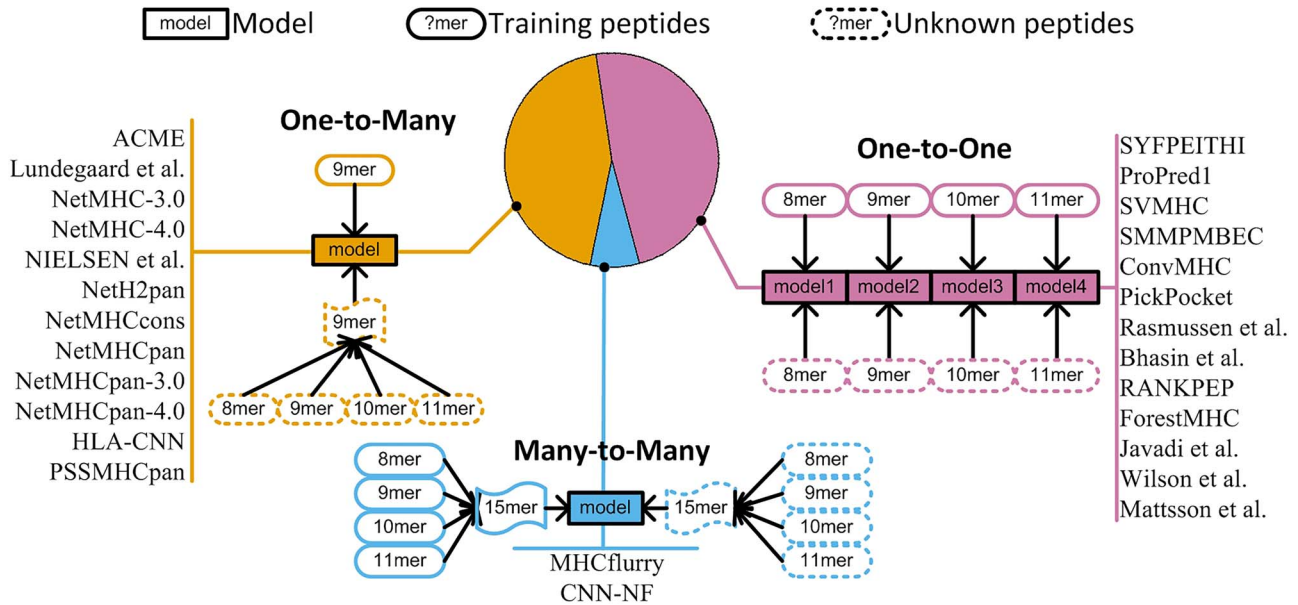 model Model
?mer Training peptides
?mer Unknown peptides
One-to-Many
ACME
Lundegaard et al.
NetMHC-3.0
NetMHC-4.0
NIELSEN et al.
NetH2pan
NetMHCcons
NetMHCpan
NetMHCpan-3.0
NetMHCpan-4.0
HLA-CNN
PSSMHCpan
9mer
model
9mer
8mer 9mer 10mer 11mer
One-to-One
8mer 9mer 10mer 11mer
model1 model2 model3 model4
8mer 9mer 10mer 11mer
SYFPEITHI
ProPred1
SVMHC
SMMPMBEC
ConvMHC
PickPocket
Rasmussen et al.
Bhasin et al.
RANKPEP
ForestMHC
Javadi et al.
Wilson et al.
Mattsson et al.
Many-to-Many
8mer
9mer
10mer
11mer
15mer model 15mer
8mer
9mer
10mer
11mer
MHCflurry
CNN-NF